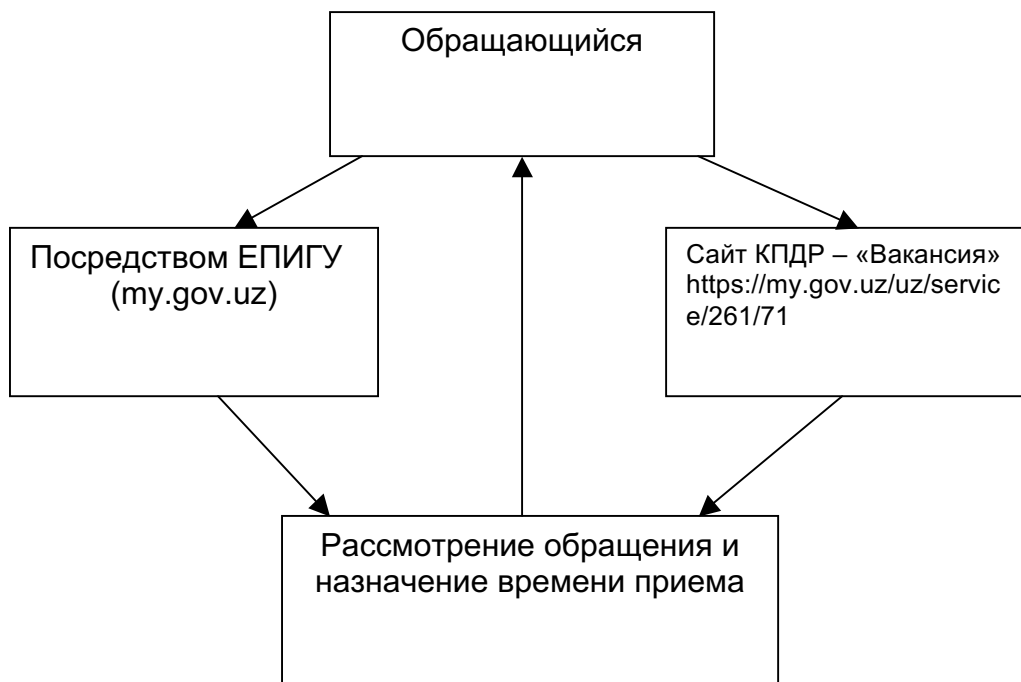 Обращающийся
Посредством ЕПИГУ
(my.gov.uz)
Сайт КПДР – «Вакансия»
https://my.gov.uz/uz/servic
e/261/71
Рассмотрение обращения и
назначение времени приема